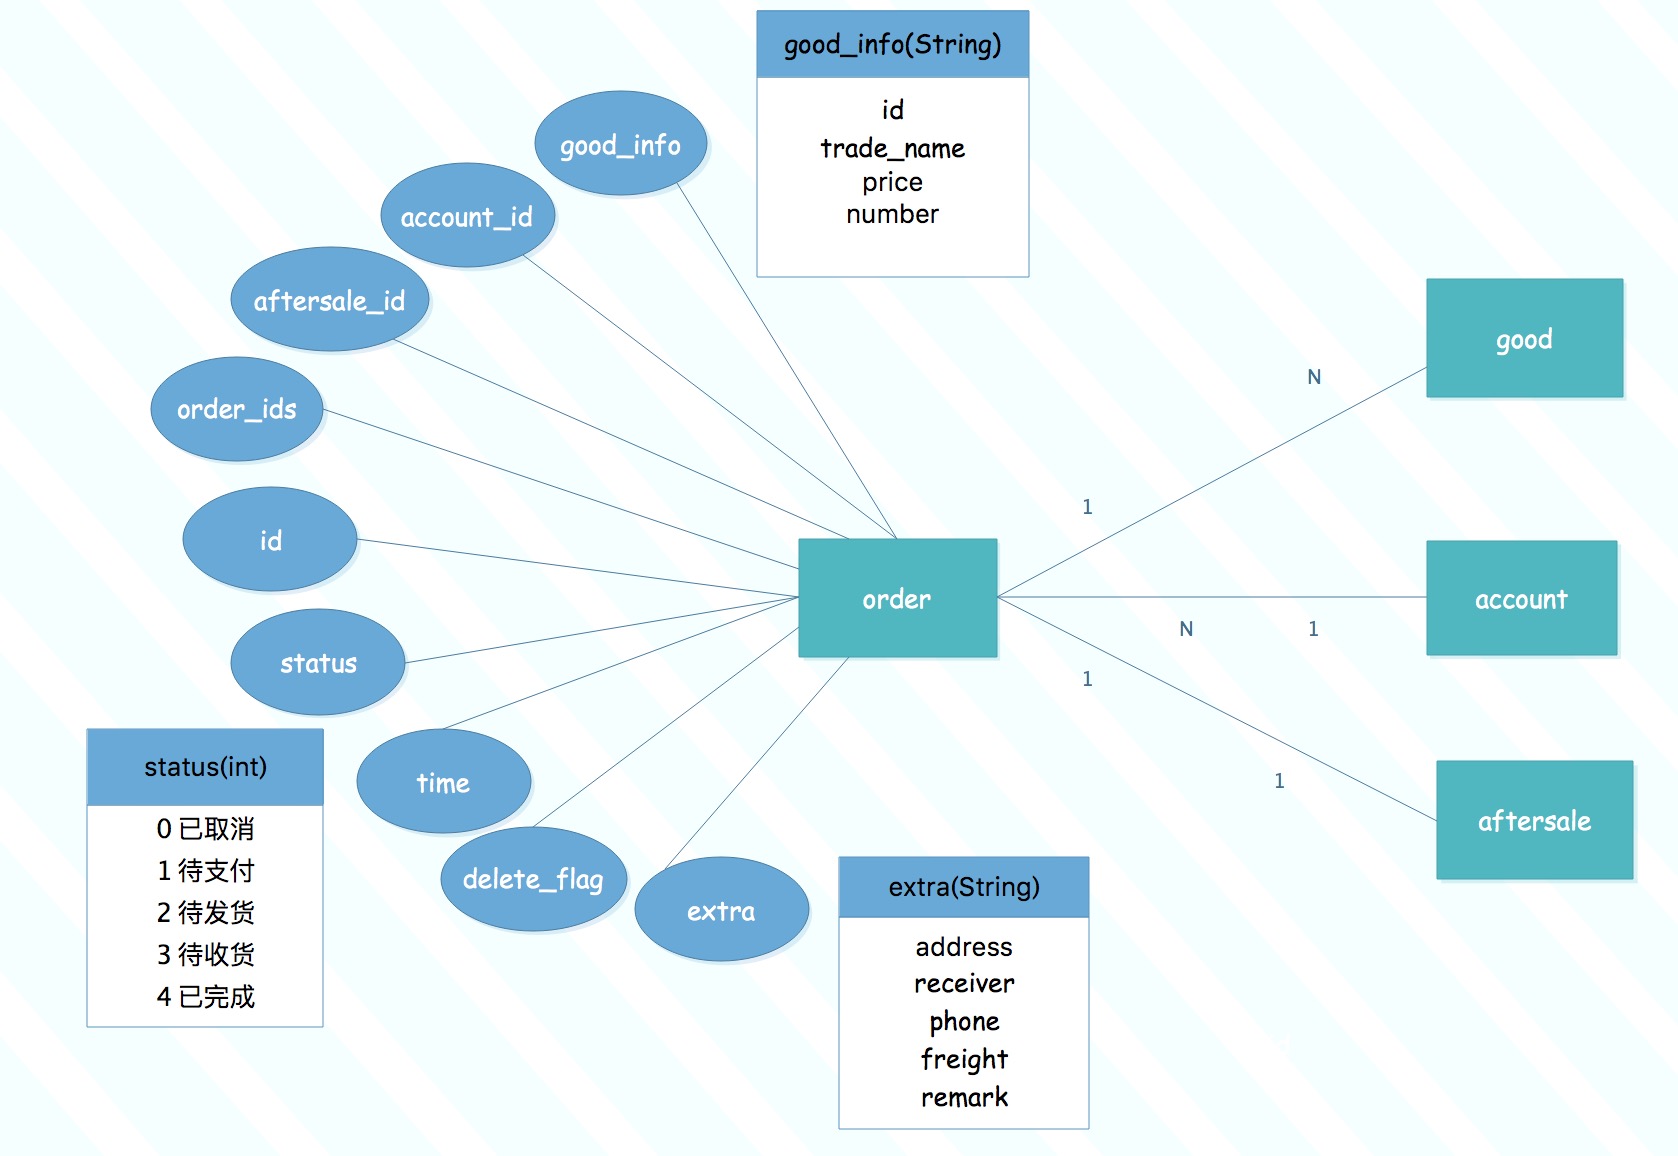 good_info(String)
id
trade_name
price
number
good_info
account_id
aftersale_id
order_ids
id
status
time
delete_flag
extra
order
good
account
aftersale
N
1
N
1
1
1
status(int)
0 已取消
1 待支付
2 待发货
3 待收货
4 已完成
extra(String)
address
receiver
phone
freight
remark